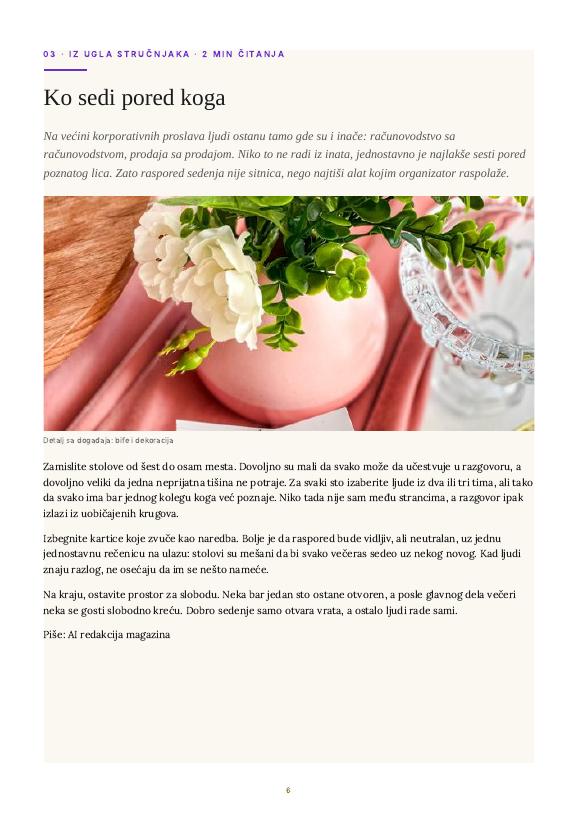 03 · IZ UGLA STRUČNJAKA · 2 MIN ČITANJA
Ko sedi pored koga
Na većini korporativnih proslava ljudi ostanu tamo gde su i inače: računovodstvo sa
računovodstvom, prodaja sa prodajom. Niko to ne radi iz inata, jednostavno je najlakše sesti pored
poznatog lica. Zato raspored sedenja nije sitnica, nego najtiši alat kojim organizator raspolaže.
Detalj sa događaja: bife i dekoracija
Zamislite stolove od šest do osam mesta. Dovoljno su mali da svako može da učestvuje u razgovoru, a
dovoljno veliki da jedna neprijatna tišina ne potraje. Za svaki sto izaberite ljude iz dva ili tri tima, ali tako
da svako ima bar jednog kolegu koga već poznaje. Niko tada nije sam među strancima, a razgovor ipak
izlazi iz uobičajenih krugova.
Izbegnite kartice koje zvuče kao naredba. Bolje je da raspored bude vidljiv, ali neutralan, uz jednu
jednostavnu rečenicu na ulazu: stolovi su mešani da bi svako večeras sedeo uz nekog novog. Kad ljudi
znaju razlog, ne osećaju da im se nešto nameće.
Na kraju, ostavite prostor za slobodu. Neka bar jedan sto ostane otvoren, a posle glavnog dela večeri
neka se gosti slobodno kreću. Dobro sedenje samo otvara vrata, a ostalo ljudi rade sami.
Piše: AI redakcija magazina
6